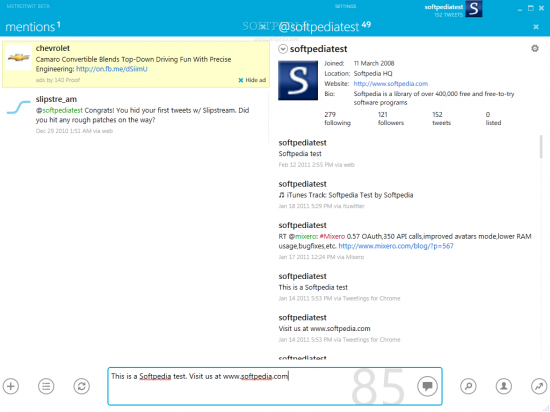 METROTWIT
SETTINGS
softpediatest
152 TWEETS
mentions 1
chevrolet
Camaro Convertible Blends Top-Down Driving Fun With Precise
Engineering: http://on.fb.me/dSiimU
ads by 140 Proof
Hide ad
slipstre_am
@softpediatest Congrats! You hid your first tweets w/ Slipstream. Did
you hit any rough patches on the way?
Dec 29 2010 1:51 AM via web
SOFTPEDIA
@softpediatest 49
softpediatest
Joined: 11 March 2008
Location: Softpedia HQ
Website: http://www.softpedia.com
Bio: Softpedia is a library of over 400,000 free and free-to-try
software programs
279 121 152 0
following followers tweets listed
softpediatest
Softpedia test
Feb 12 2011 2:55 PM via web
softpediatest
♫ iTunes Track: Softpedia Test by Softpedia
Jan 18 2011 5:29 PM via ituwitter
softpediatest
RT @mixero: #Mixero 0.57 OAuth,350 API calls,improved avatars mode,lower RAM
usage,bugfixes,etc. http://www.mixero.com/blog/?p=567
Jan 17 2011 12:24 PM via Mixero
softpediatest
This is a Softpedia test
Jan 14 2011 5:53 PM via Tweetings for Chrome
softpediatest
Visit us at www.softpedia.com
Jan 14 2011 5:53 PM via Tweetings for Chrome
softpediatest
This is a Softpedia test. Visit us at www.softpedia.com
85